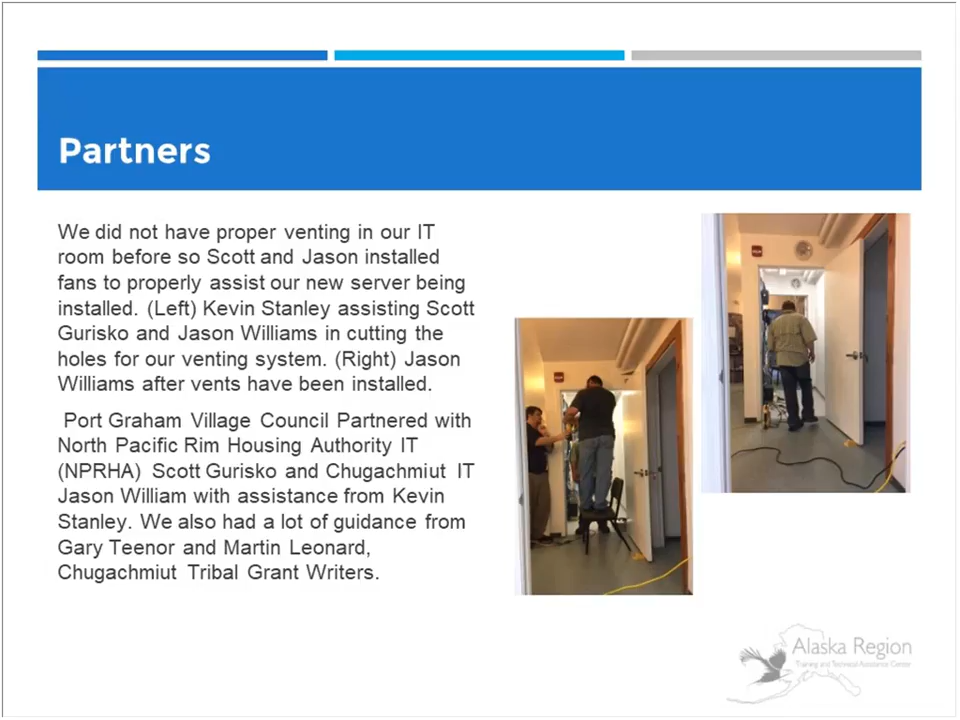 Partners
We did not have proper venting in our IT
room before so Scott and Jason installed
fans to properly assist our new server being
installed. (Left) Kevin Stanley assisting Scott
Gurisko and Jason Williams in cutting the
holes for our venting system. (Right) Jason
Williams after vents have been installed.
Port Graham Village Council Partnered with
North Pacific Rim Housing Authority IT
(NPRHA) Scott Gurisko and Chugachmiut IT
Jason William with assistance from Kevin
Stanley. We also had a lot of guidance from
Gary Teenor and Martin Leonard,
Chugachmiut Tribal Grant Writers.
Alaska Region
Training and Technical Assistance Center